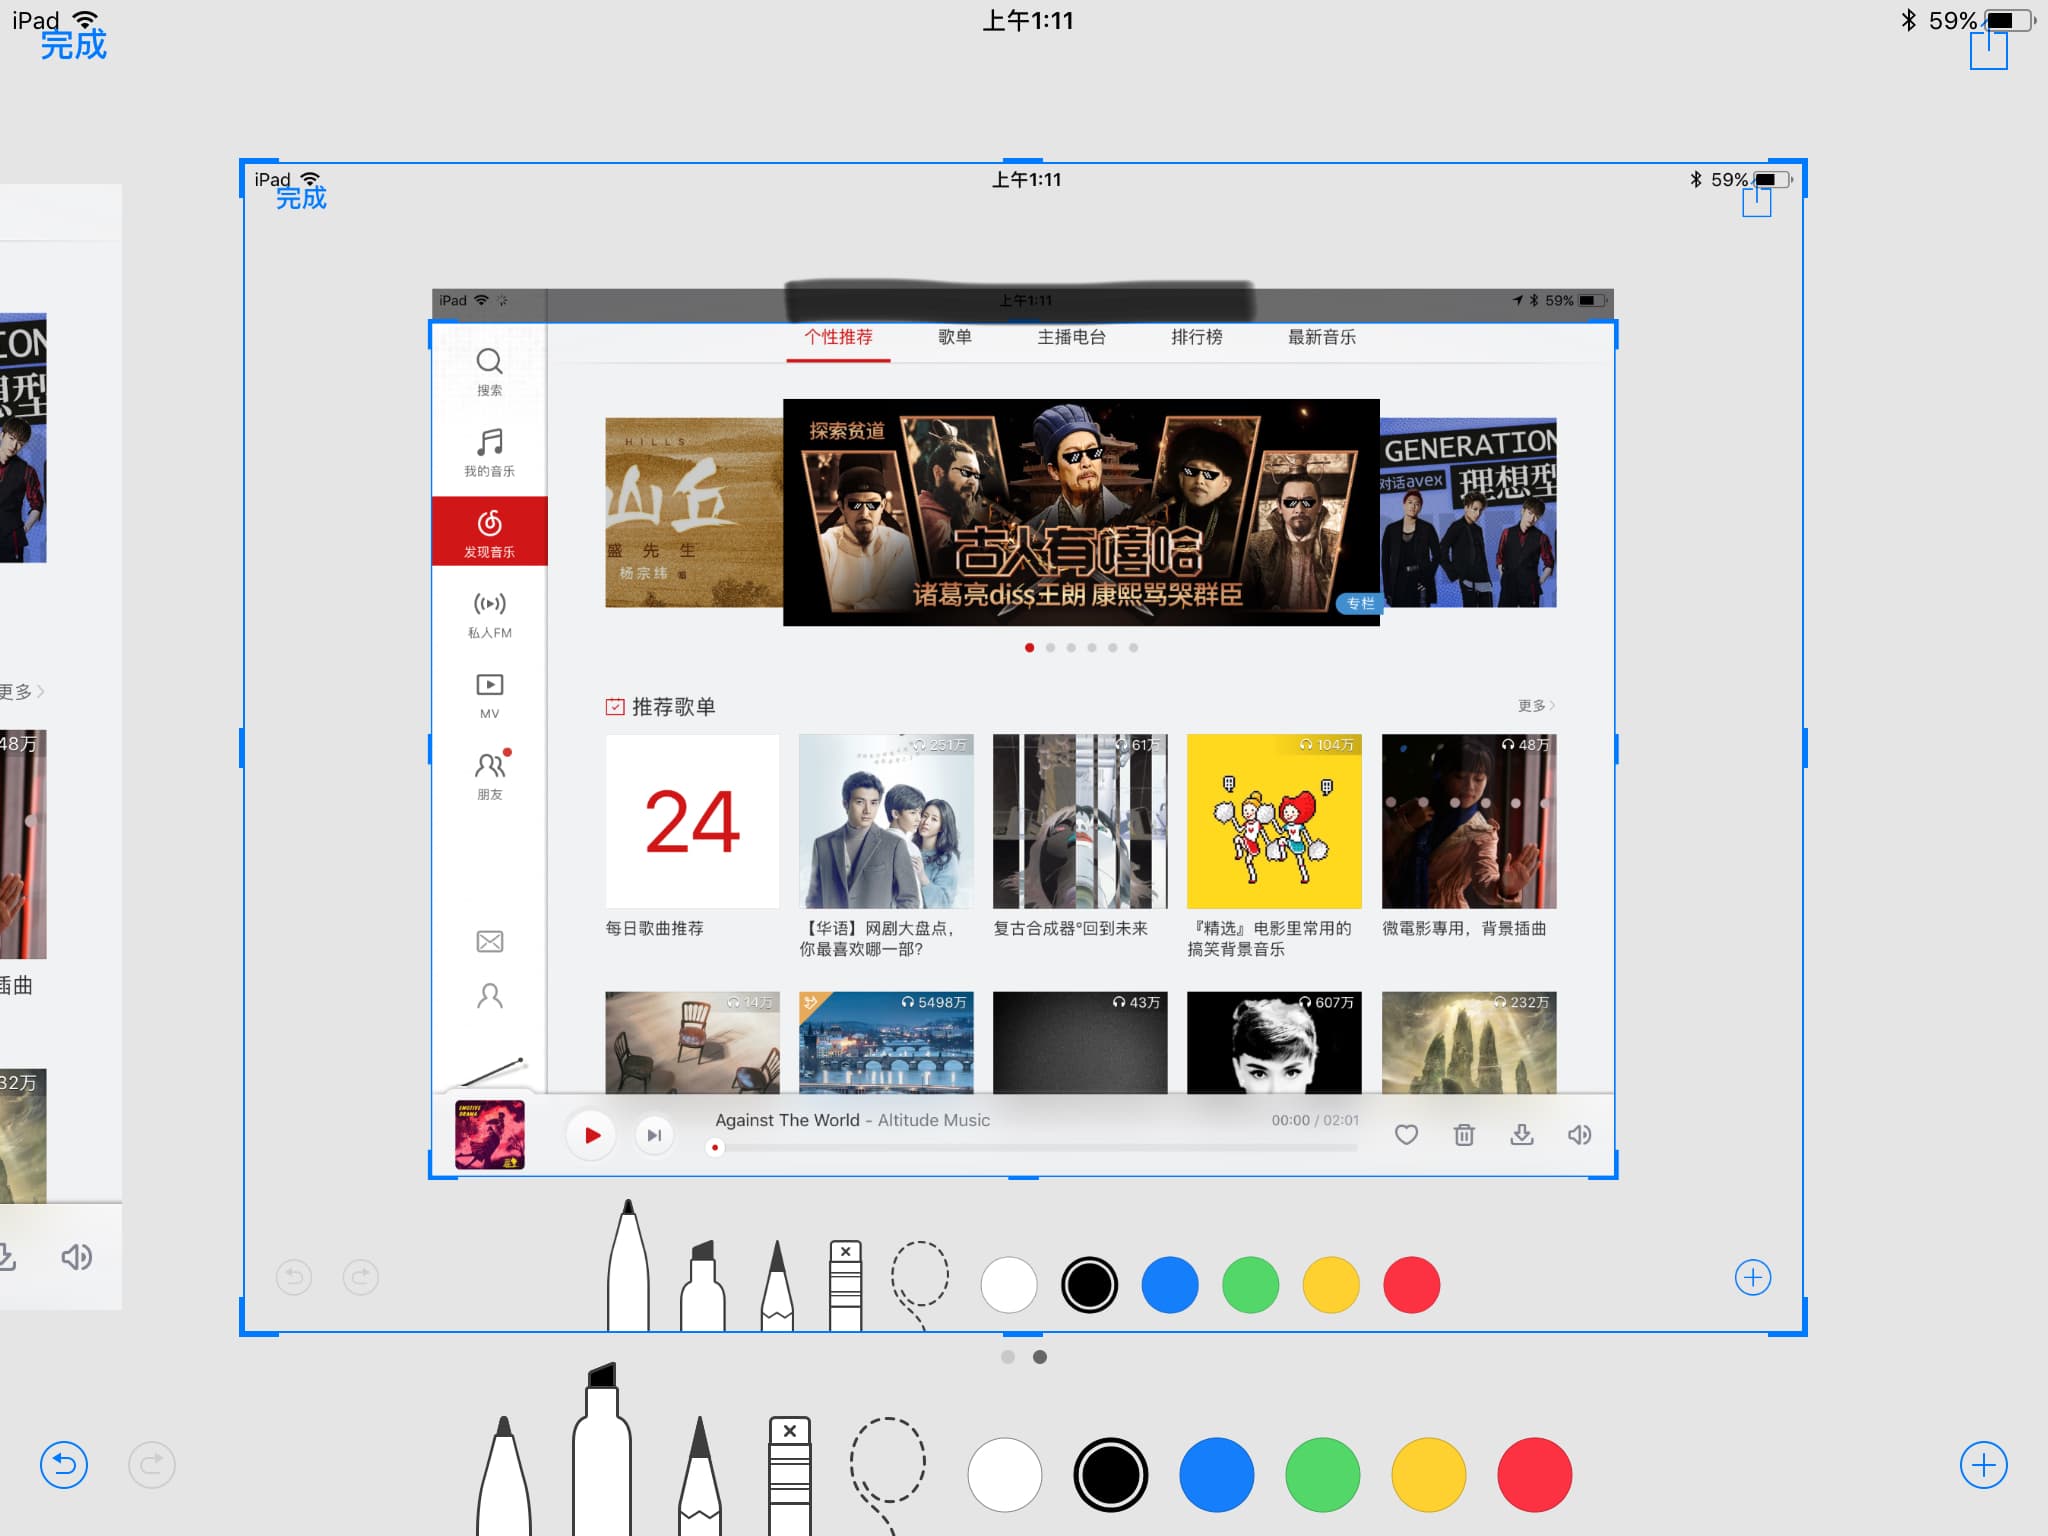 iPad
上午1:11
59%
完成
iPad
上午1:11
59%
完成
iPad
上午1:11
59%
个性推荐
歌单
主播电台
排行榜
最新音乐
搜索
我的音乐
发现音乐
私人FM
MV
朋友
HILLS
山丘
盛先生
杨宗纬
探索贫道
古人有嘻哈
诸葛亮diss王朗 康熙骂哭群臣
专栏
GENERATION
对话avex
理想型
推荐歌单
更多
24
251万
61万
104万
48万
每日歌曲推荐
【华语】网剧大盘点，
你最喜欢哪一部？
复古合成器°回到未来
『精选』电影里常用的
搞笑背景音乐
微電影專用，背景插曲
14万
5498万
43万
607万
232万
EMOTIVE
DRAMA
Against The World - Altitude Music
00:00 / 02:01
ION
想型
更多
48万
插曲
32万